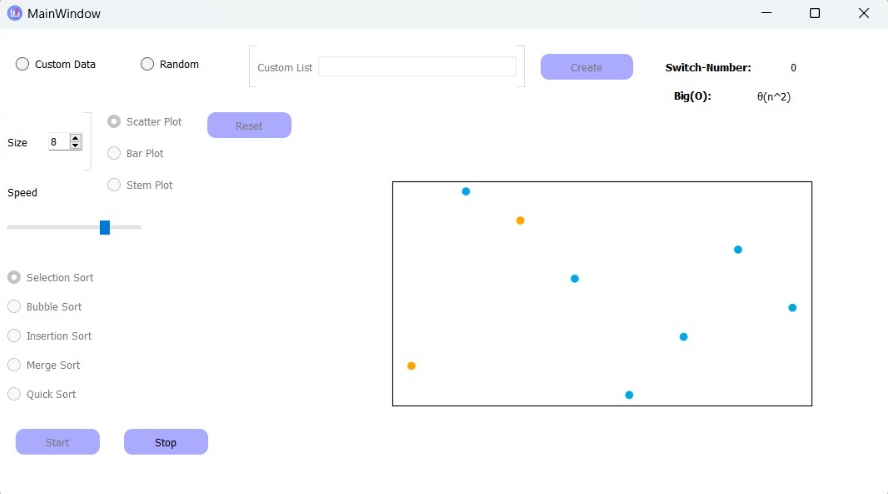 MainWindow
Custom Data
Random
Custom List
Create
Switch-Number: 0
Big(O): θ(n^2)
Size 8
Scatter Plot
Reset
Bar Plot
Stem Plot
Speed
Selection Sort
Bubble Sort
Insertion Sort
Merge Sort
Quick Sort
Start
Stop